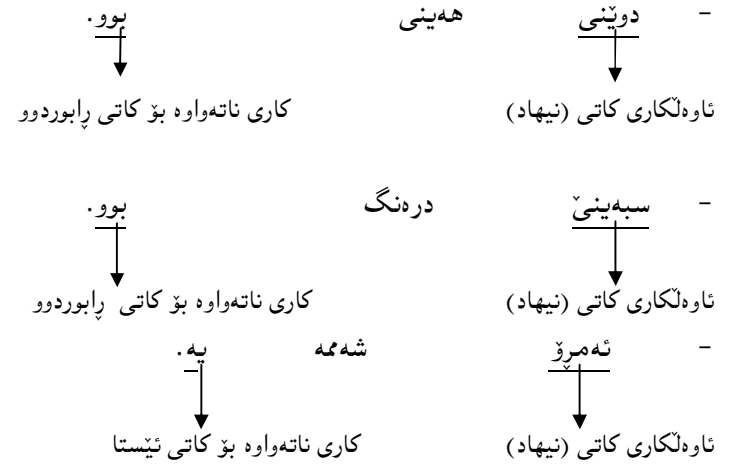 - دوێنی هەینی بوو.
ئاوەڵکاری کاتی (نیهاد) کاری ناتەواوە بۆ کاتی ڕابوردوو
- سبەینێ درەنگ بوو.
ئاوەڵکاری کاتی (نیهاد) کاری ناتەواوە بۆ کاتی ڕابوردوو
- ئەمڕۆ شەممە یە.
ئاوەڵکاری کاتی (نیهاد) کاری ناتەواوە بۆ کاتی ئێستا